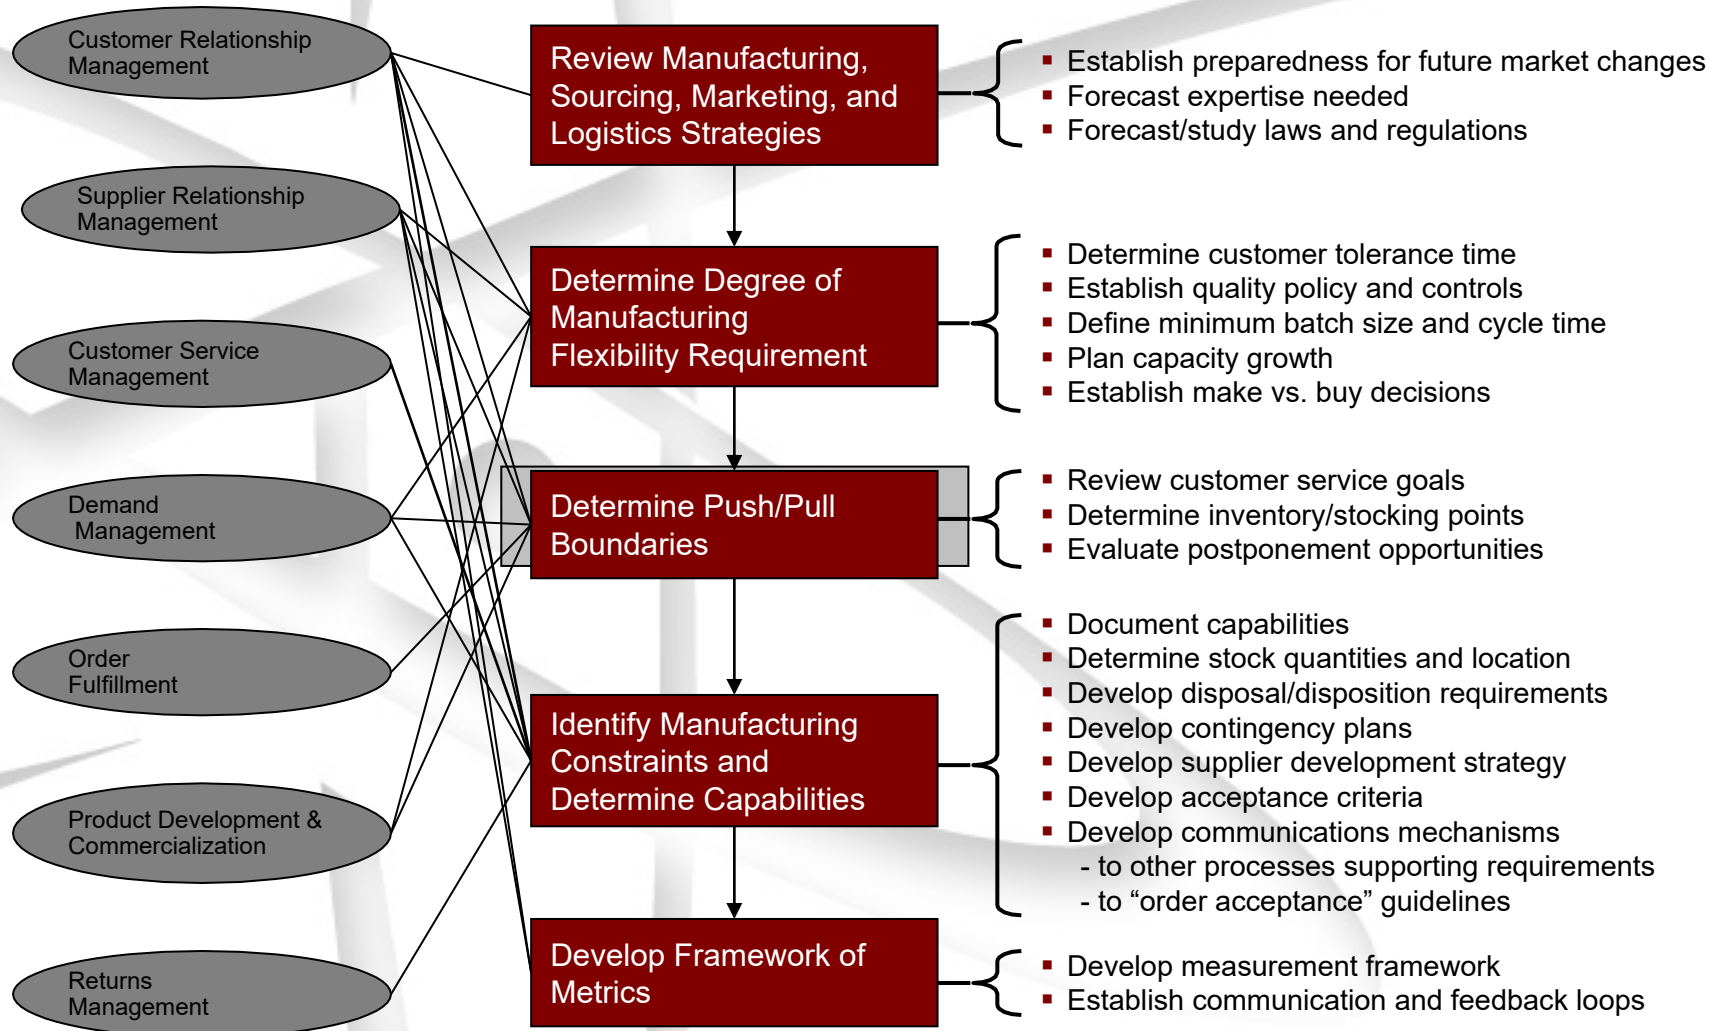 Customer Relationship
Management
Supplier Relationship
Management
Customer Service
Management
Demand
Management
Order
Fulfillment
Product Development &
Commercialization
Returns
Management
Review Manufacturing,
Sourcing, Marketing, and
Logistics Strategies
Determine Degree of
Manufacturing
Flexibility Requirement
Determine Push/Pull
Boundaries
Identify Manufacturing
Constraints and
Determine Capabilities
Develop Framework of
Metrics
▪ Establish preparedness for future market changes
▪ Forecast expertise needed
▪ Forecast/study laws and regulations
▪ Determine customer tolerance time
▪ Establish quality policy and controls
▪ Define minimum batch size and cycle time
▪ Plan capacity growth
▪ Establish make vs. buy decisions
▪ Review customer service goals
▪ Determine inventory/stocking points
▪ Evaluate postponement opportunities
▪ Document capabilities
▪ Determine stock quantities and location
▪ Develop disposal/disposition requirements
▪ Develop contingency plans
▪ Develop supplier development strategy
▪ Develop acceptance criteria
▪ Develop communications mechanisms
- to other processes supporting requirements
- to “order acceptance” guidelines
▪ Develop measurement framework
▪ Establish communication and feedback loops